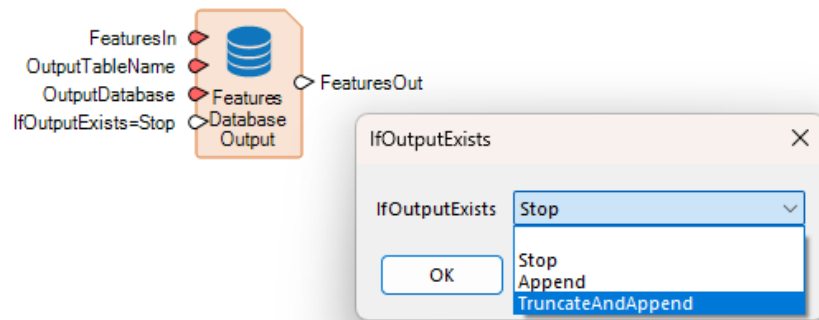 FeaturesIn
OutputTableName
OutputDatabase
IfOutputExists=Stop
Features
Database
Output
FeaturesOut
IfOutputExists
IfOutputExists Stop
Stop
Append
TruncateAndAppend
OK